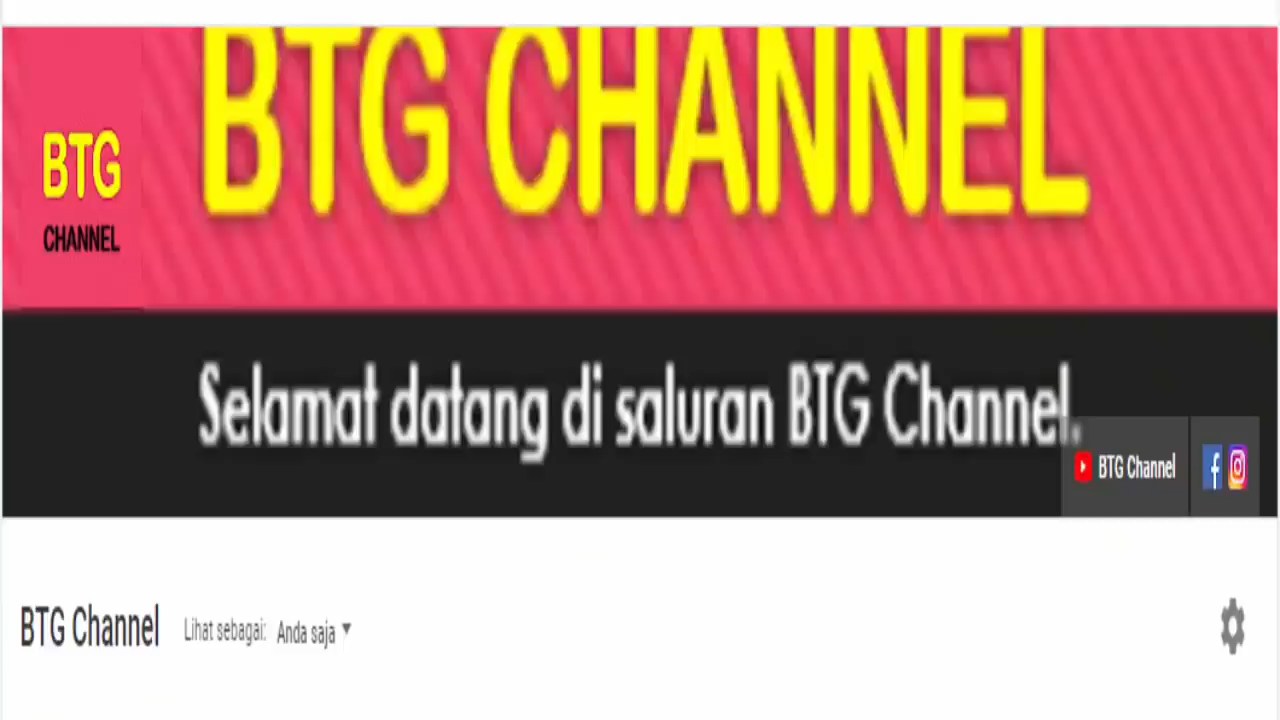 BTG CHANNEL
BTG
CHANNEL
Selamat datang di saluran BTG Channel.
BTG Channel
BTG Channel Lihat sebagai: Anda saja